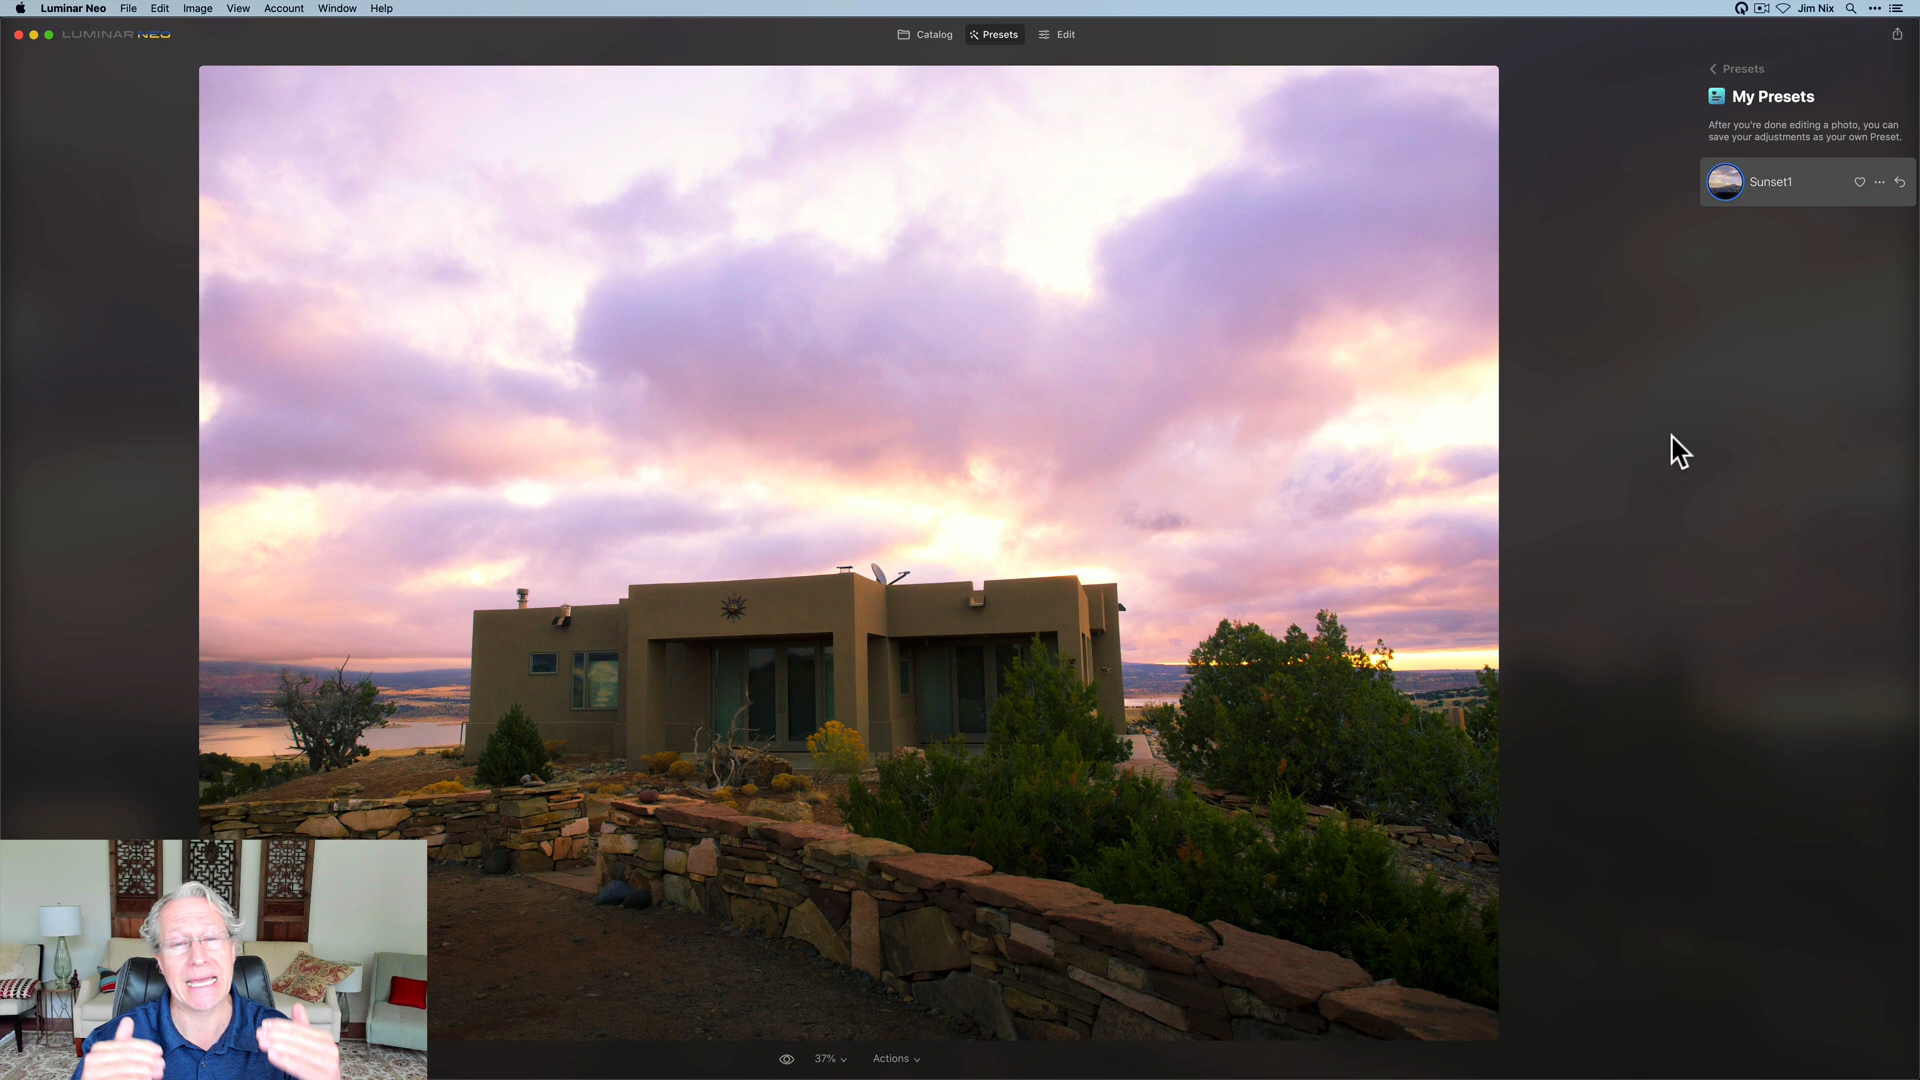 Luminar Neo File Edit Image View Account Window Help Jim Nix
LUMINAR NEO Catalog Presets Edit
Presets
My Presets
After you're done editing a photo, you can
save your adjustments as your own Preset.
Sunset1
37% Actions